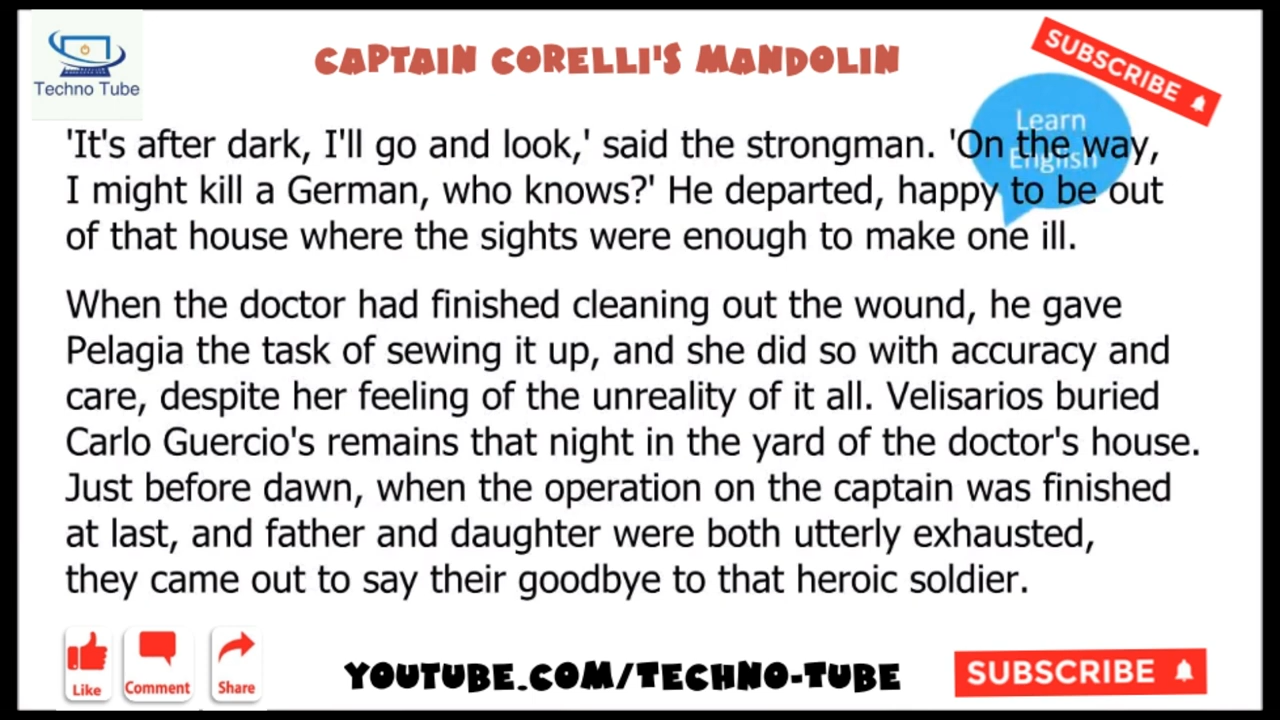 Techno Tube
CAPTAIN CORELLI'S MANDOLIN
SUBSCRIBE
Learn
English
'It's after dark, I'll go and look,' said the strongman. 'On the way,
I might kill a German, who knows?' He departed, happy to be out
of that house where the sights were enough to make one ill.
When the doctor had finished cleaning out the wound, he gave
Pelagia the task of sewing it up, and she did so with accuracy and
care, despite her feeling of the unreality of it all. Velisarios buried
Carlo Guercio's remains that night in the yard of the doctor's house.
Just before dawn, when the operation on the captain was finished
at last, and father and daughter were both utterly exhausted,
they came out to say their goodbye to that heroic soldier.
Like
Comment
Share
YOUTUBE.COM/TECHNO-TUBE
SUBSCRIBE